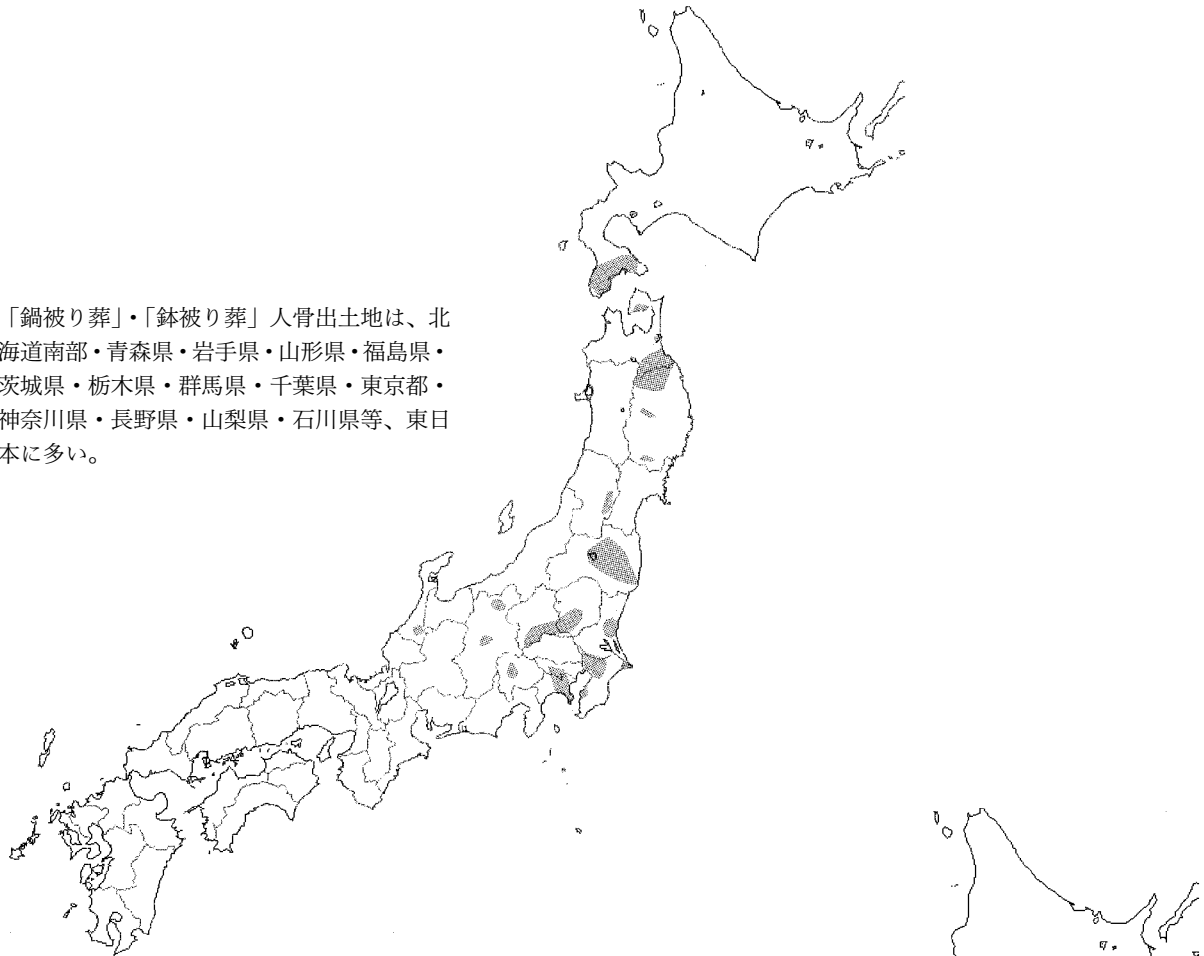 「鍋被り葬」・「鉢被り葬」人骨出土地は、北
海道南部・青森県・岩手県・山形県・福島県・
茨城県・栃木県・群馬県・千葉県・東京都・
神奈川県・長野県・山梨県・石川県等、東日
本に多い。